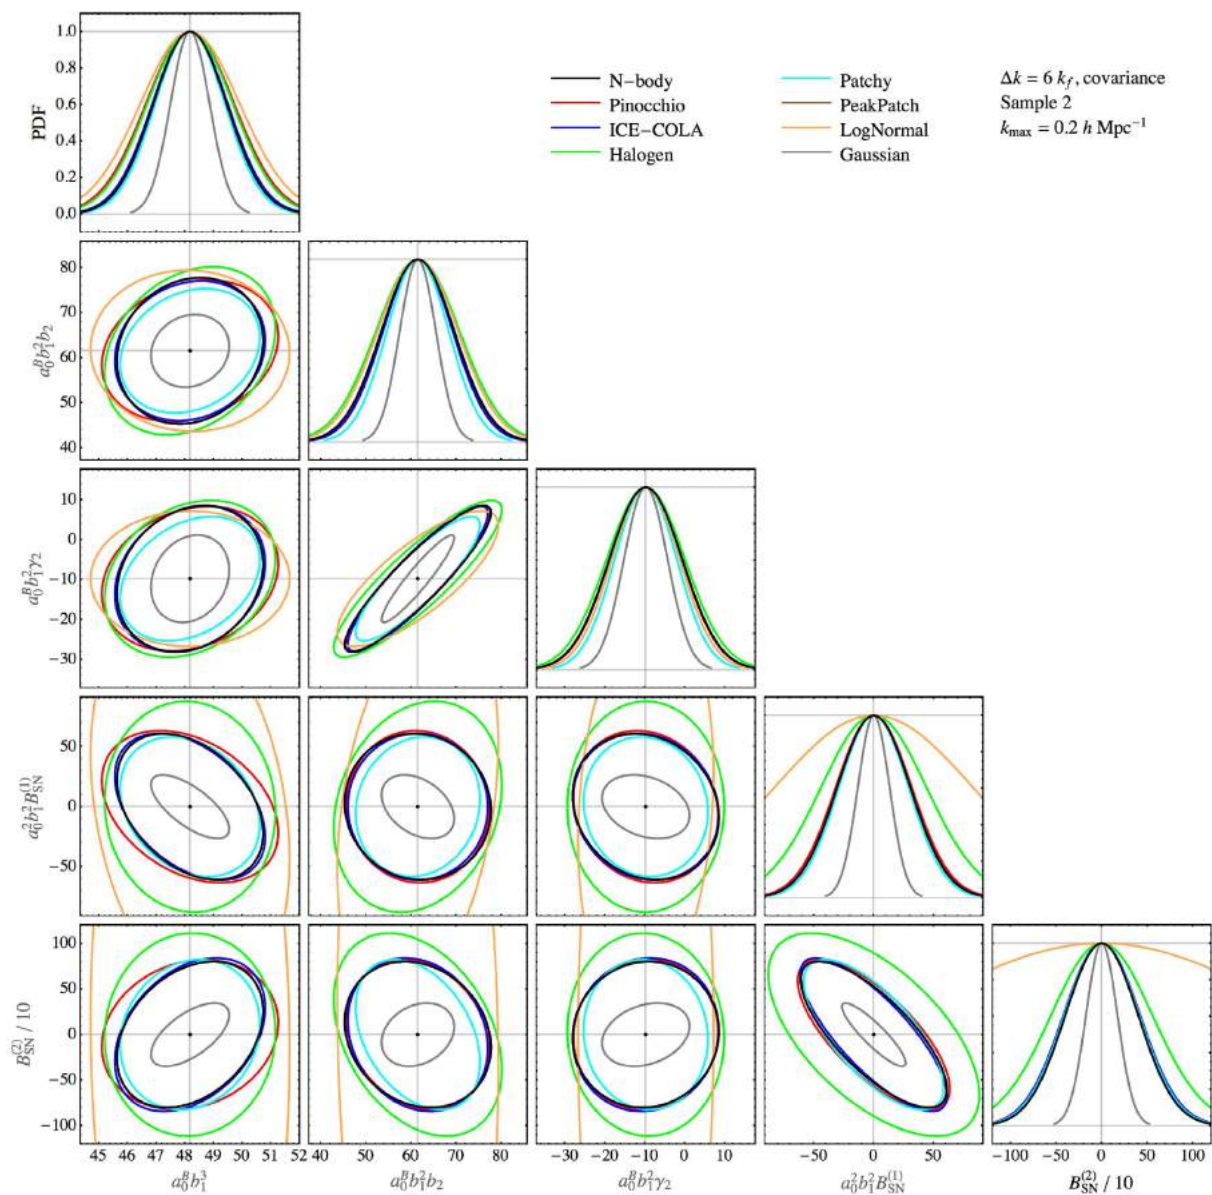 1.0
0.8
0.6
0.4
0.2
0.0
PDF
N−body
Pinocchio
ICE−COLA
Halogen
Patchy
PeakPatch
LogNormal
Gaussian
Δk = 6 k_f, covariance
Sample 2
k_max = 0.2 h Mpc⁻¹
80
70
60
50
40
a_0^B b_1^2 b_2
10
0
−10
−20
−30
a_0^B b_1^2 γ_2
50
0
−50
a_0^2 b_1^2 B_SN^(1)
100
50
0
−50
−100
B_SN^(2) / 10
45 46 47 48 49 50 51 52
40 50 60 70 80
−30 −20 −10 0 10
−50 0 50
−100 −50 0 50 100
a_0^B b_1^3
a_0^B b_1^2 b_2
a_0^B b_1^2 γ_2
a_0^2 b_1^2 B_SN^(1)
B_SN^(2) / 10